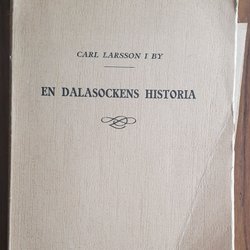 CARL LARSSON I BY
EN DALASOCKENS HISTORIA